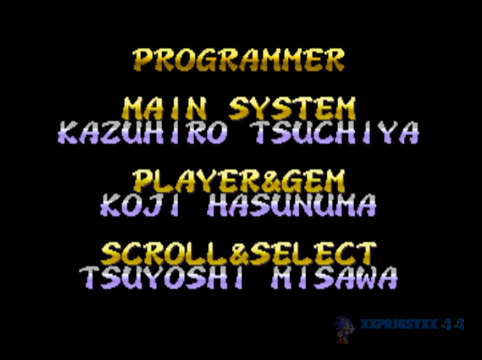 PROGRAMMER
MAIN SYSTEM
KAZUHIRO TSUCHIYA
PLAYER&GEM
KOJI HASUNUMA
SCROLL&SELECT
TSUYOSHI MISAWA